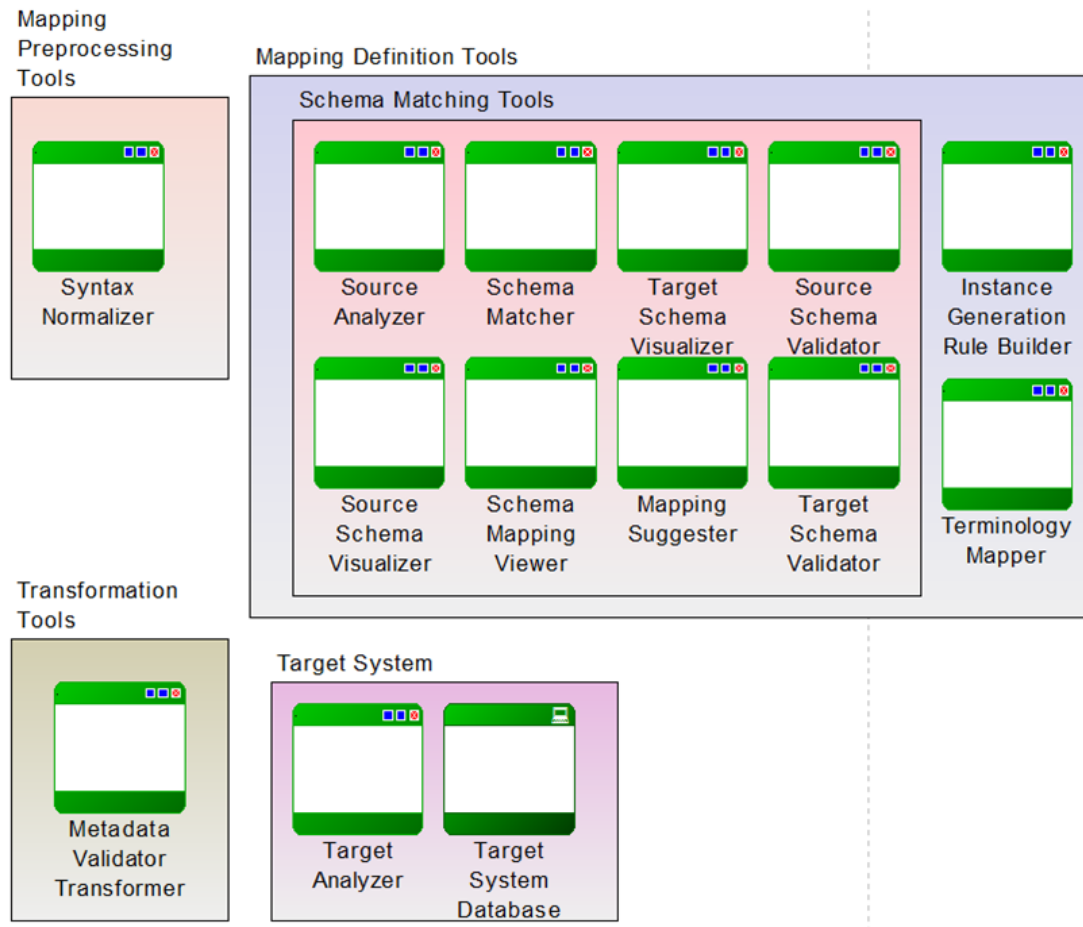 Mapping
Preprocessing
Tools
Mapping Definition Tools
Schema Matching Tools
Syntax
Normalizer
Source
Analyzer
Schema
Matcher
Target
Schema
Visualizer
Source
Schema
Validator
Instance
Generation
Rule Builder
Source
Schema
Visualizer
Schema
Mapping
Viewer
Mapping
Suggester
Target
Schema
Validator
Terminology
Mapper
Transformation
Tools
Target System
Metadata
Validator
Transformer
Target
Analyzer
Target
System
Database